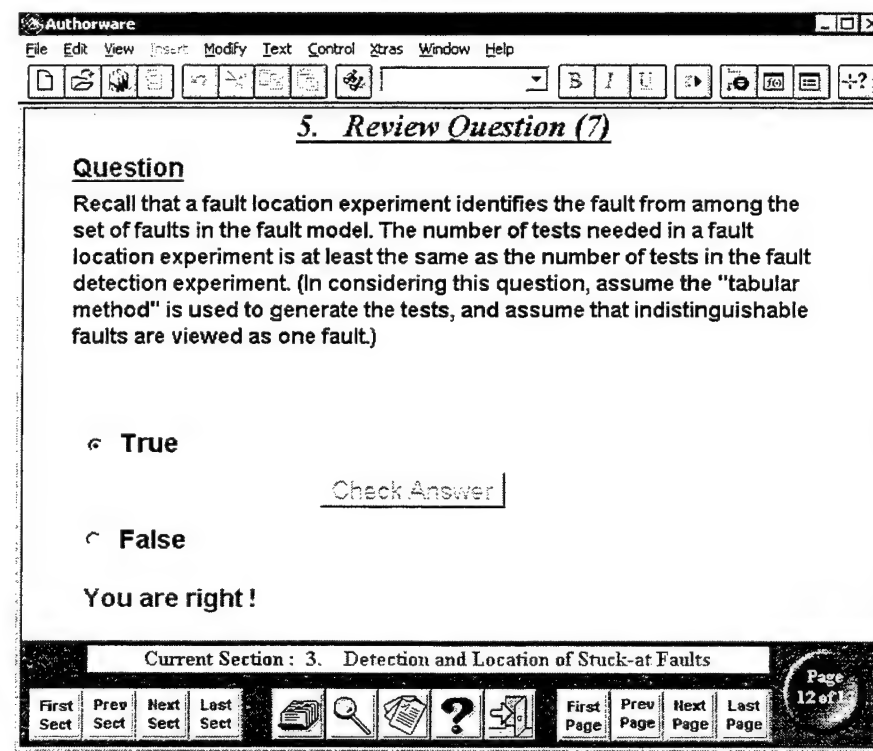 Authorware
File Edit View Insert Modify Text Control Xtras Window Help
B I U
5. Review Question (7)
Question
Recall that a fault location experiment identifies the fault from among the
set of faults in the fault model. The number of tests needed in a fault
location experiment is at least the same as the number of tests in the fault
detection experiment. (In considering this question, assume the "tabular
method" is used to generate the tests, and assume that indistinguishable
faults are viewed as one fault.)
True
Check Answer
False
You are right !
Current Section : 3. Detection and Location of Stuck-at Faults
Page
12 of
First Sect Prev Sect Next Sect Last Sect
?
First Page Prev Page Next Page Last Page